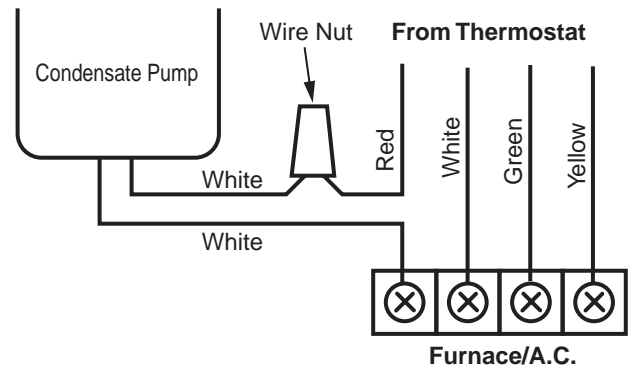 Wire Nut
From Thermostat
Condensate Pump
Red
White
Green
Yellow
White
White
Furnace/A.C.